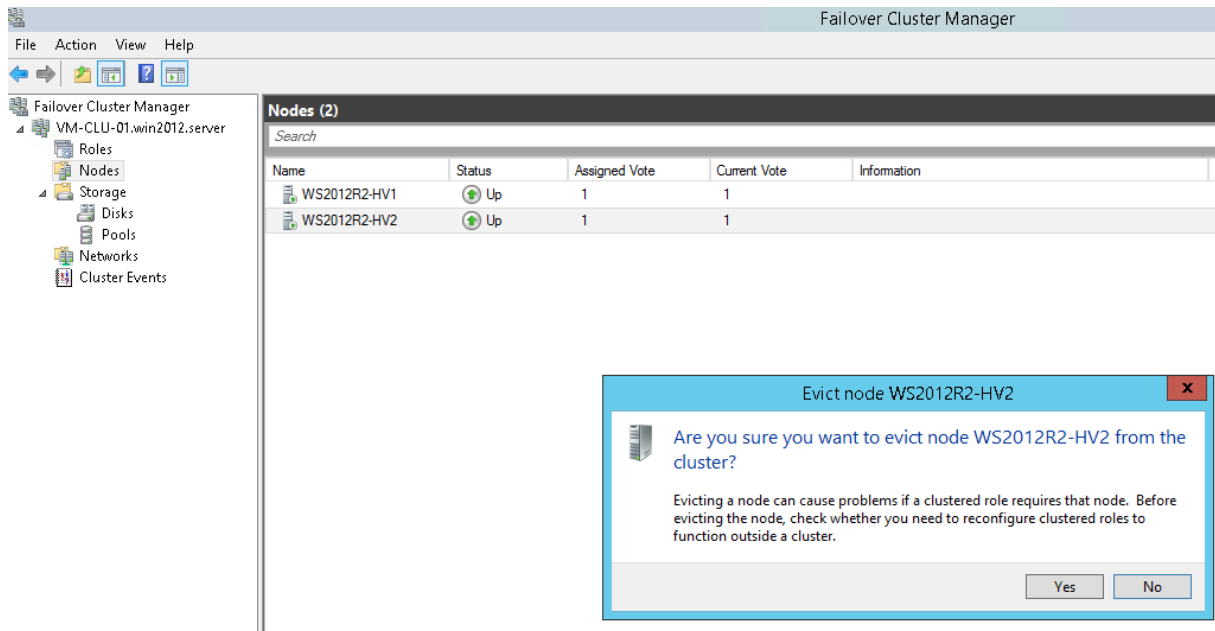 Failover Cluster Manager
File Action View Help
Failover Cluster Manager
VM-CLU-01.win2012.server
Roles
Nodes
Storage
Disks
Pools
Networks
Cluster Events
Nodes (2)
Search
Name Status Assigned Vote Current Vote Information
WS2012R2-HV1 Up 1 1
WS2012R2-HV2 Up 1 1
Evict node WS2012R2-HV2
x
Are you sure you want to evict node WS2012R2-HV2 from the
cluster?
Evicting a node can cause problems if a clustered role requires that node. Before
evicting the node, check whether you need to reconfigure clustered roles to
function outside a cluster.
Yes No